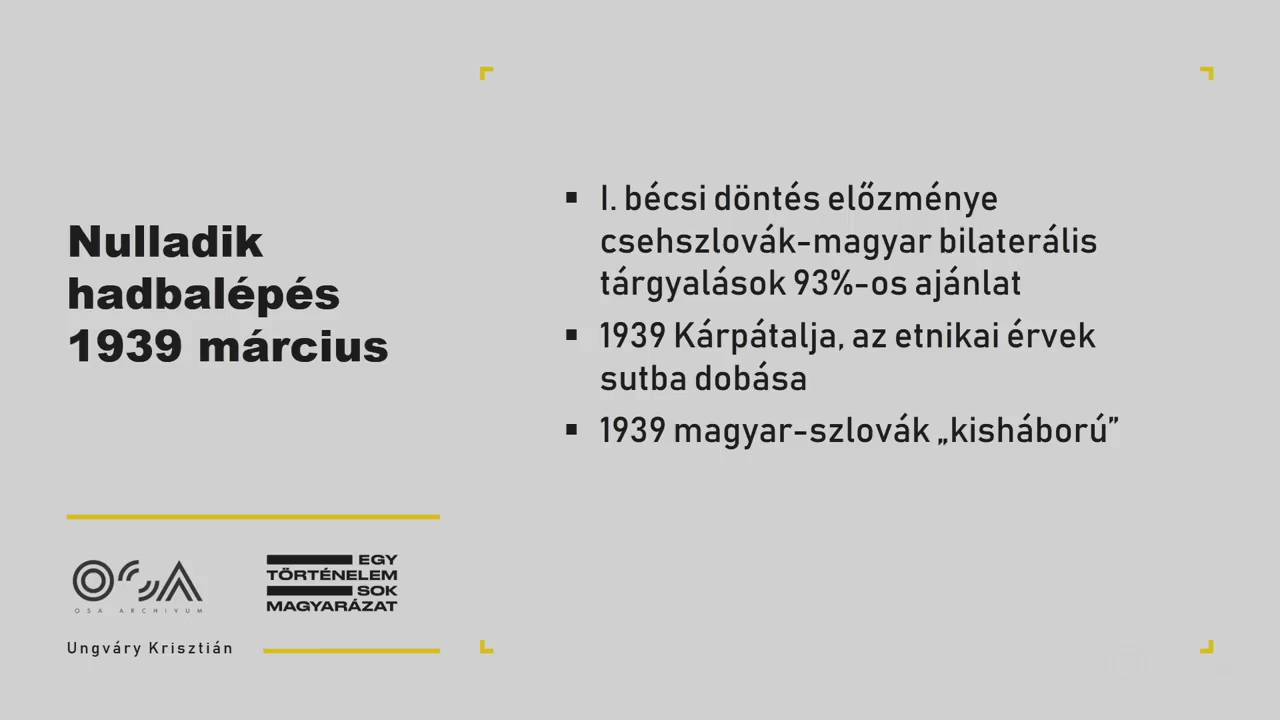 Nulladik
hadbalépés
1939 március
I. bécsi döntés előzménye
csehszlovák-magyar bilaterális
tárgyalások 93%-os ajánlat
1939 Kárpátalja, az etnikai érvek
sutba dobása
1939 magyar-szlovák „kisháború”
OSA
OSA ARCHIVUM
EGY
TÖRTÉNELEM
SOK
MAGYARÁZAT
Ungváry Krisztián